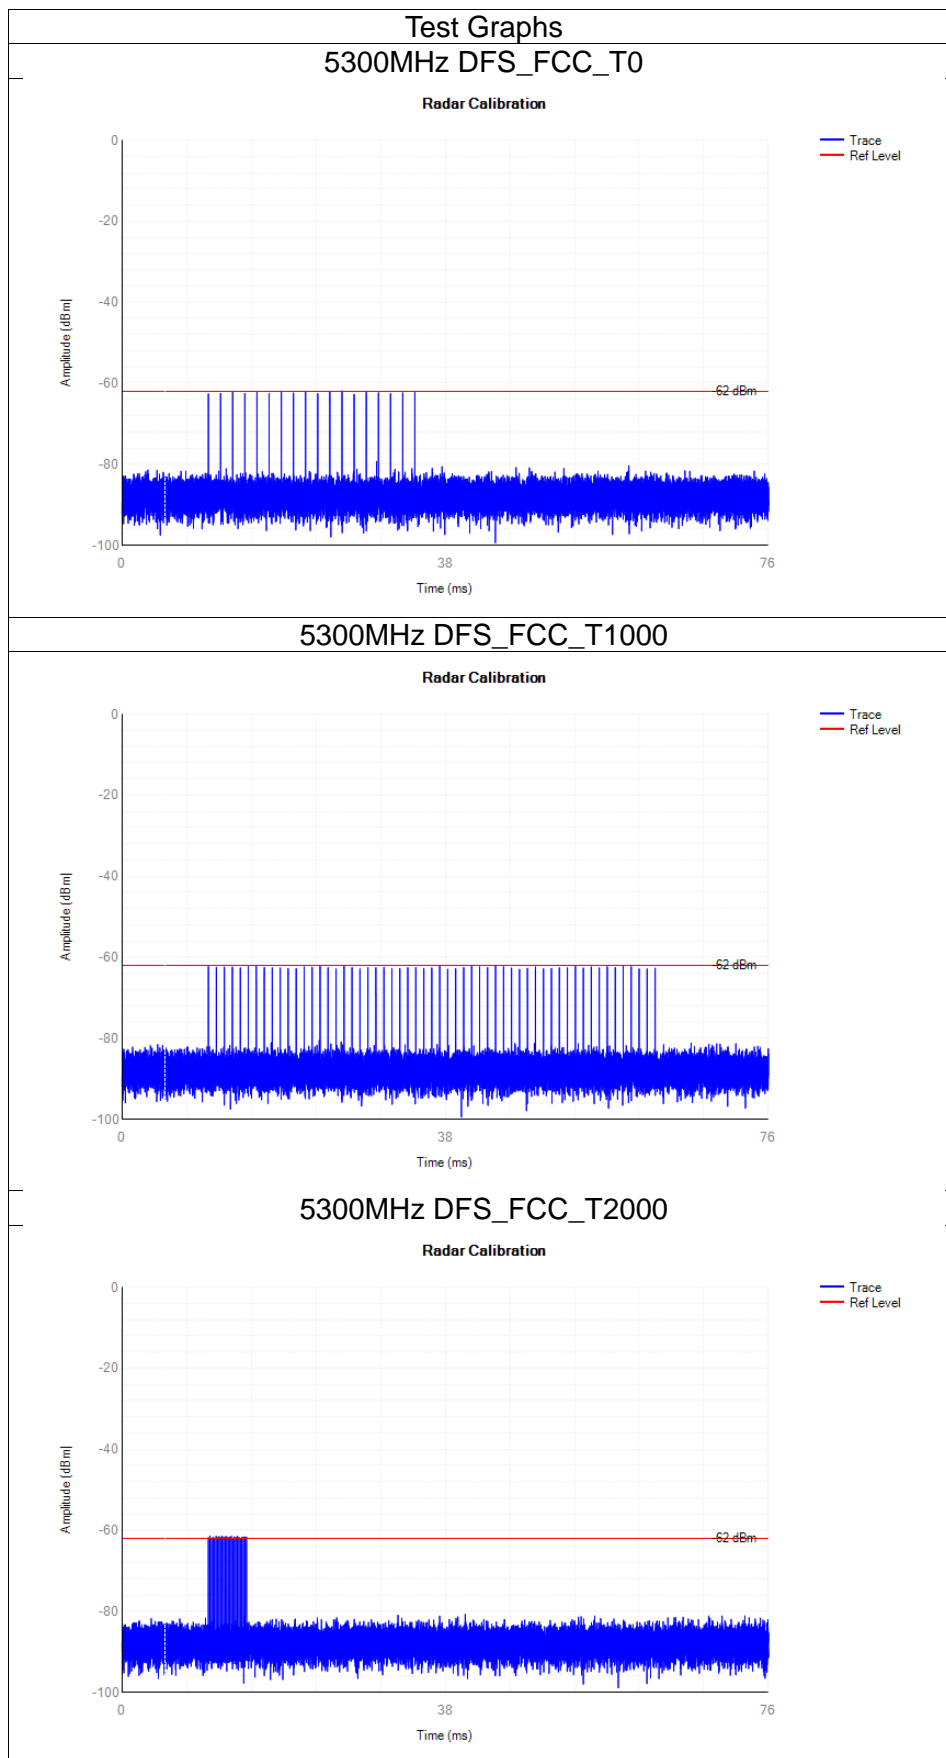 Test Graphs
5300MHz DFS_FCC_T0
Radar Calibration
Trace
Ref Level
0
-20
-40
-60
-80
-100
Amplitude (dBm)
-62 dBm
0 38 76
Time (ms)
5300MHz DFS_FCC_T1000
Radar Calibration
Trace
Ref Level
0
-20
-40
-60
-80
-100
Amplitude (dBm)
-62 dBm
0 38 76
Time (ms)
5300MHz DFS_FCC_T2000
Radar Calibration
Trace
Ref Level
0
-20
-40
-60
-80
-100
Amplitude (dBm)
-62 dBm
0 38 76
Time (ms)